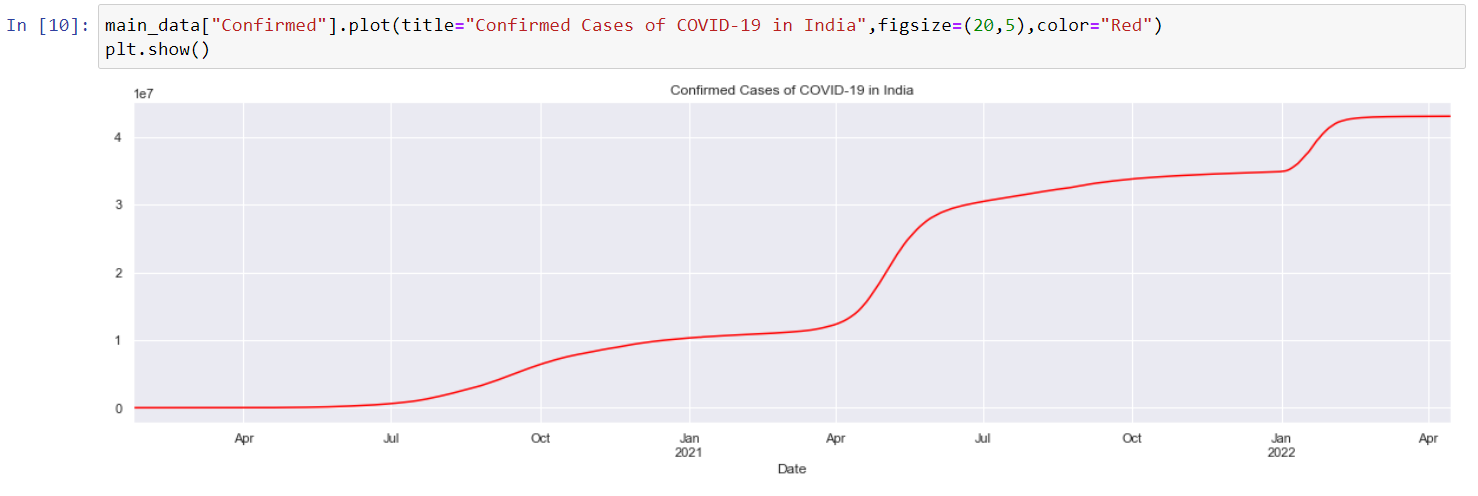 In [10]: main_data["Confirmed"].plot(title="Confirmed Cases of COVID-19 in India",figsize=(20,5),color="Red")
plt.show()
Confirmed Cases of COVID-19 in India
1e7
4
3
2
1
0
Apr Jul Oct Jan Apr Jul Oct Jan Apr
2021 2022
Date